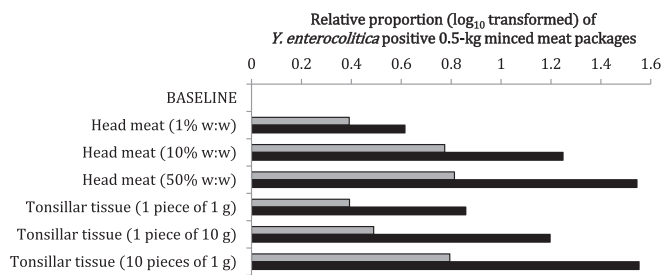 Relative proportion (log10 transformed) of
Y. enterocolitica positive 0.5-kg minced meat packages
0 0.2 0.4 0.6 0.8 1 1.2 1.4 1.6
BASELINE
Head meat (1% w:w)
Head meat (10% w:w)
Head meat (50% w:w)
Tonsillar tissue (1 piece of 1 g)
Tonsillar tissue (1 piece of 10 g)
Tonsillar tissue (10 pieces of 1 g)